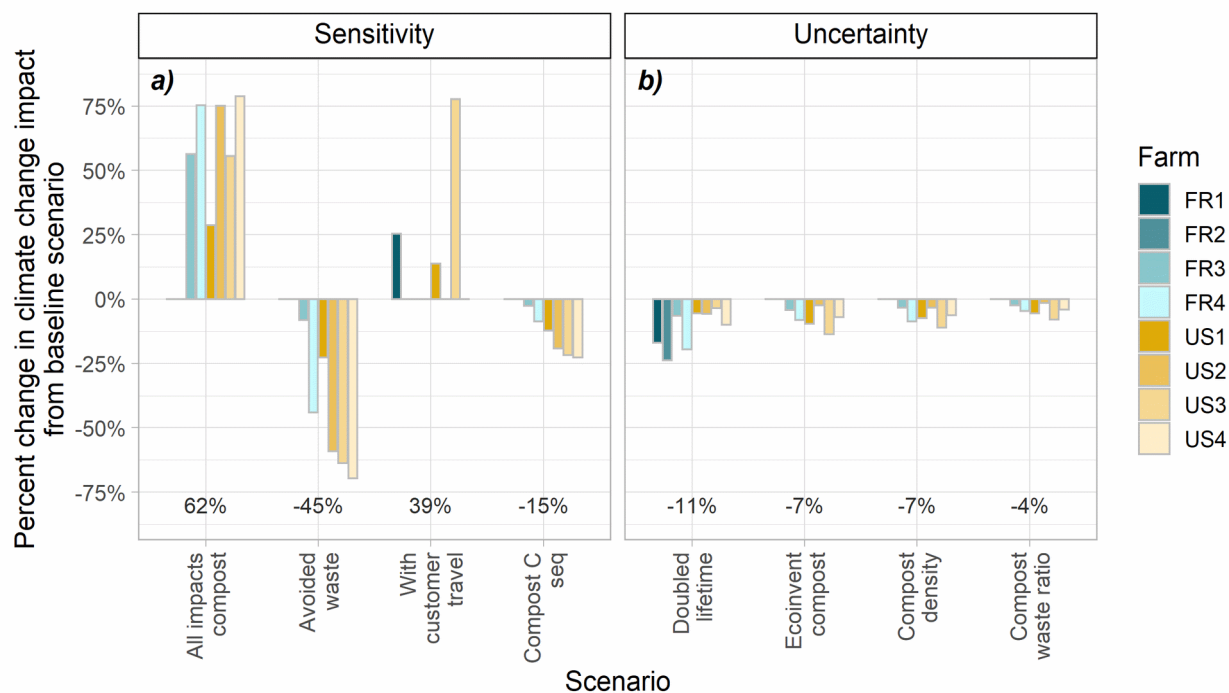 Sensitivity
Uncertainty
a)
b)
Percent change in climate change impact
from baseline scenario
75%
50%
25%
0%
-25%
-50%
-75%
62%
-45%
39%
-15%
-11%
-7%
-7%
-4%
All impacts
compost
Avoided
waste
With
customer
travel
Compost C
seq
Doubled
lifetime
Ecoinvent
compost
Compost
density
Compost
waste ratio
Scenario
Farm
FR1
FR2
FR3
FR4
US1
US2
US3
US4